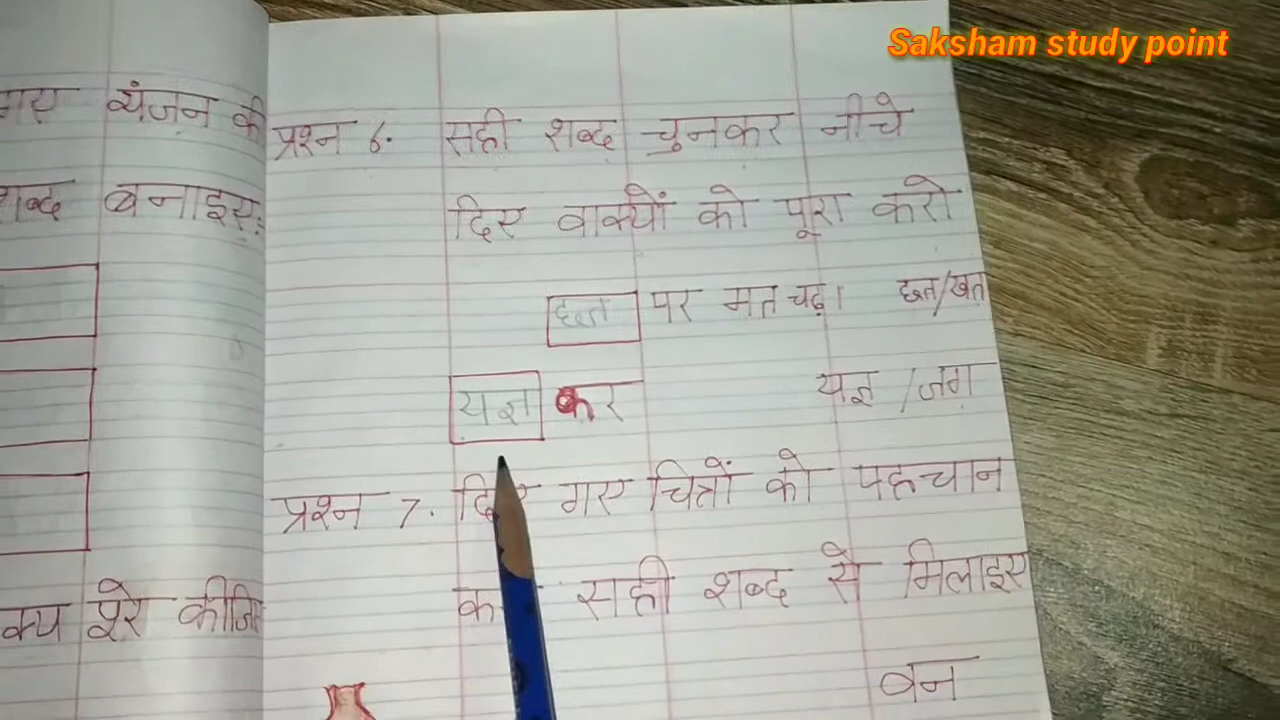 Saksham study point
व्यंजन की
शब्द बनाइए:
क्य पूरे कीजिए
प्रश्न 6. सही शब्द चुनकर नीचे
दिए वाक्यों को पूरा करो
छत पर मत चढ़। छत/खत
यज्ञ कर यज्ञ /जग
प्रश्न 7. दिए गए चित्रों को पहचान
कर सही शब्द से मिलाइए
वन